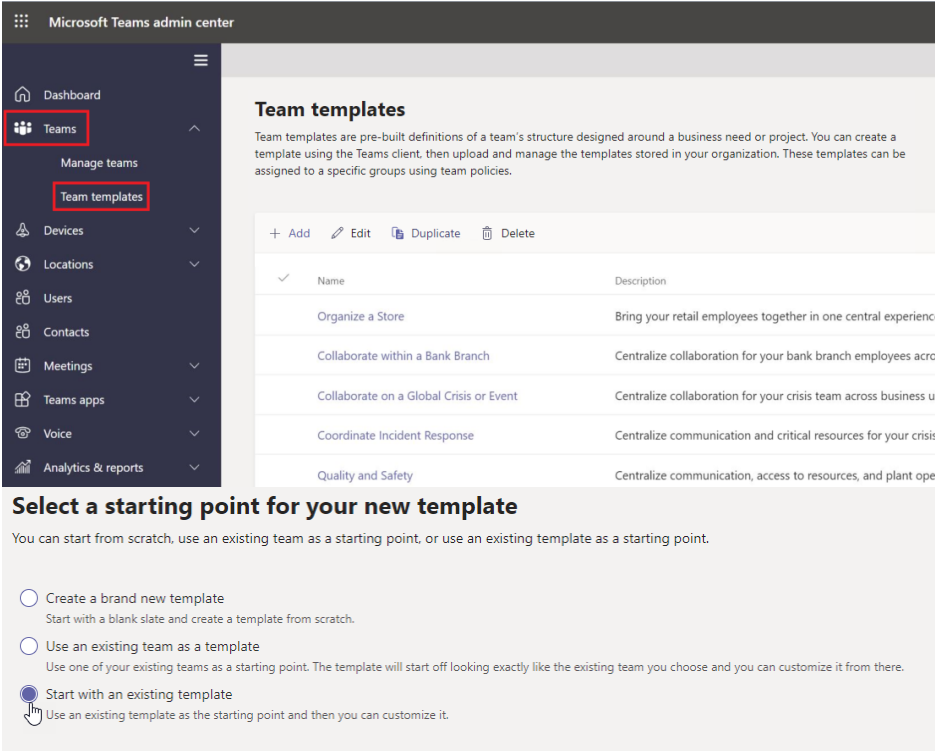 Microsoft Teams admin center
Dashboard
Teams
Manage teams
Team templates
Devices
Locations
Users
Contacts
Meetings
Teams apps
Voice
Analytics & reports
Team templates
Team templates are pre-built definitions of a team's structure designed around a business need or project. You can create a
template using the Teams client, then upload and manage the templates stored in your organization. These templates can be
assigned to a specific groups using team policies.
Add Edit Duplicate Delete
Name Description
Organize a Store Bring your retail employees together in one central experienc
Collaborate within a Bank Branch Centralize collaboration for your bank branch employees acro
Collaborate on a Global Crisis or Event Centralize collaboration for your crisis team across business u
Coordinate Incident Response Centralize communication and critical resources for your crisis
Quality and Safety Centralize communication, access to resources, and plant ope
Select a starting point for your new template
You can start from scratch, use an existing team as a starting point, or use an existing template as a starting point.
Create a brand new template
Start with a blank slate and create a template from scratch.
Use an existing team as a template
Use one of your existing teams as a starting point. The template will start off looking exactly like the existing team you choose and you can customize it from there.
Start with an existing template
Use an existing template as the starting point and then you can customize it.